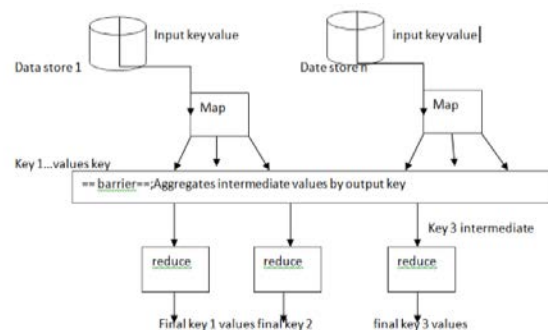 Input key value
input key value
Data store 1
Date store n
Map
Map
Key 1...values key
== barrier==;Aggregates intermediate values by output key
Key 3 intermediate
reduce
reduce
reduce
Final key 1 values final key 2
final key 3 values